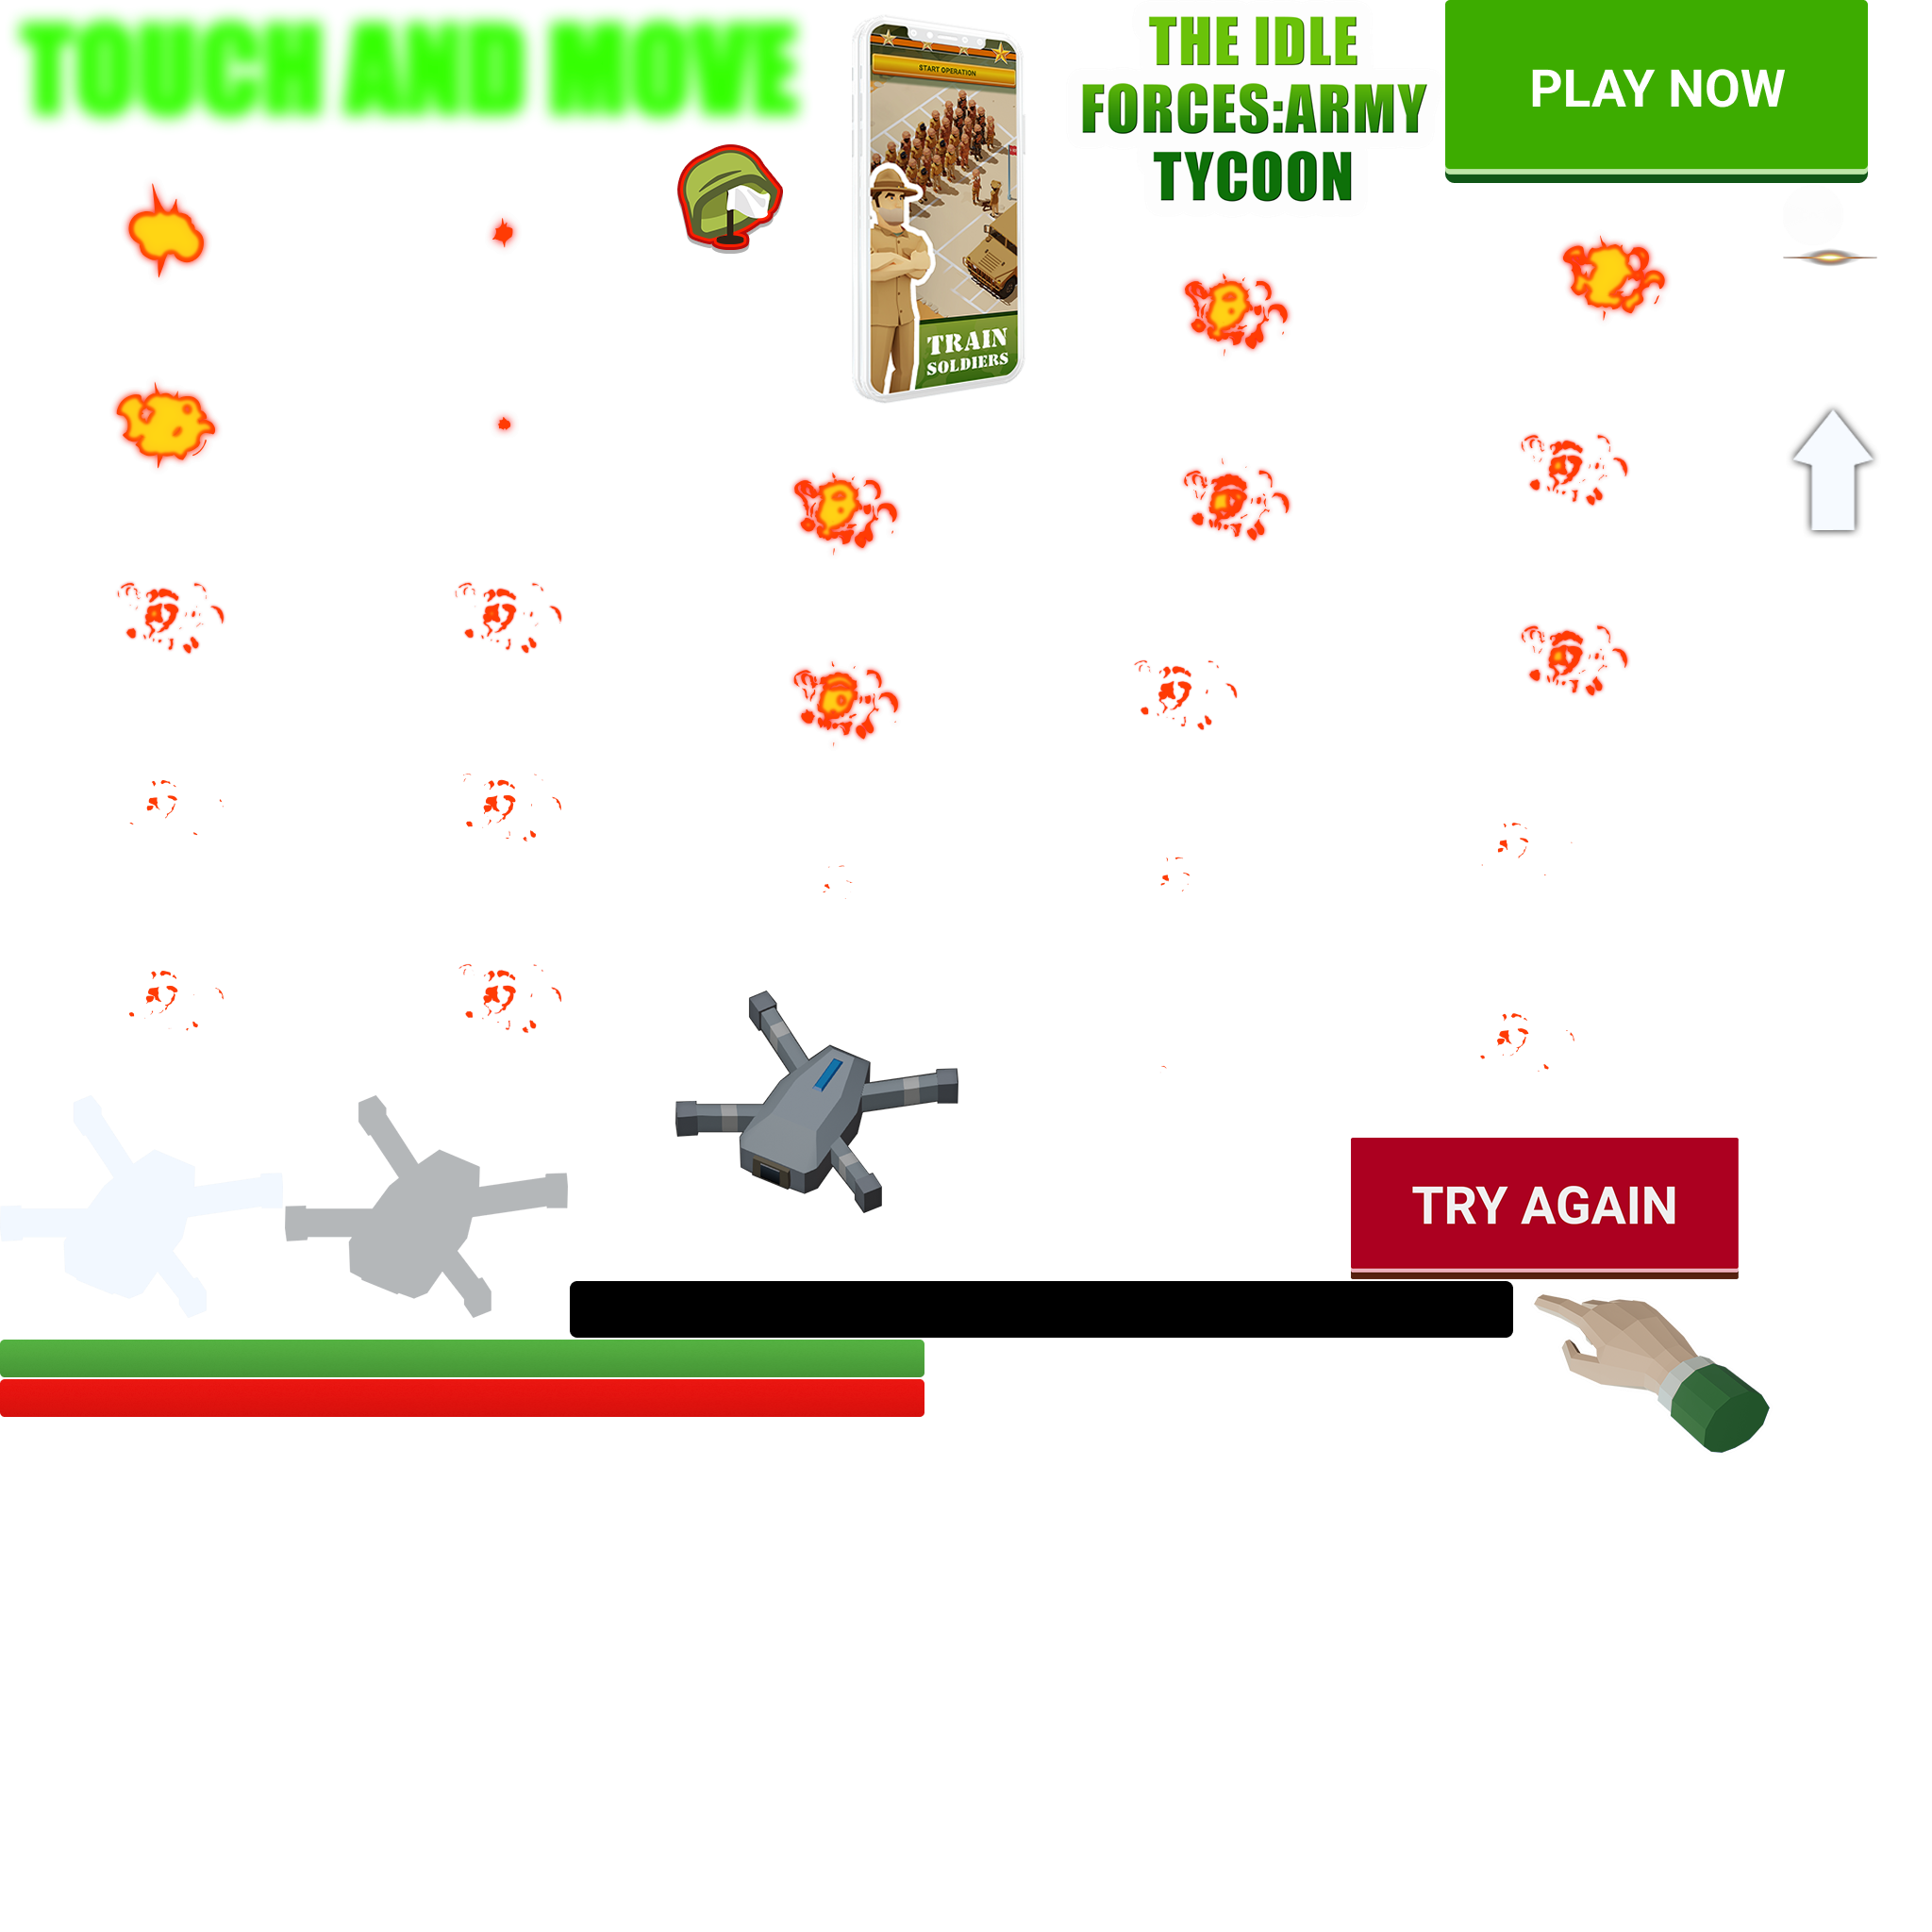 TOUCH AND MOVE
START OPERATION
TRAIN
SOLDIERS
THE IDLE
FORCES:ARMY
TYCOON
PLAY NOW
TRY AGAIN